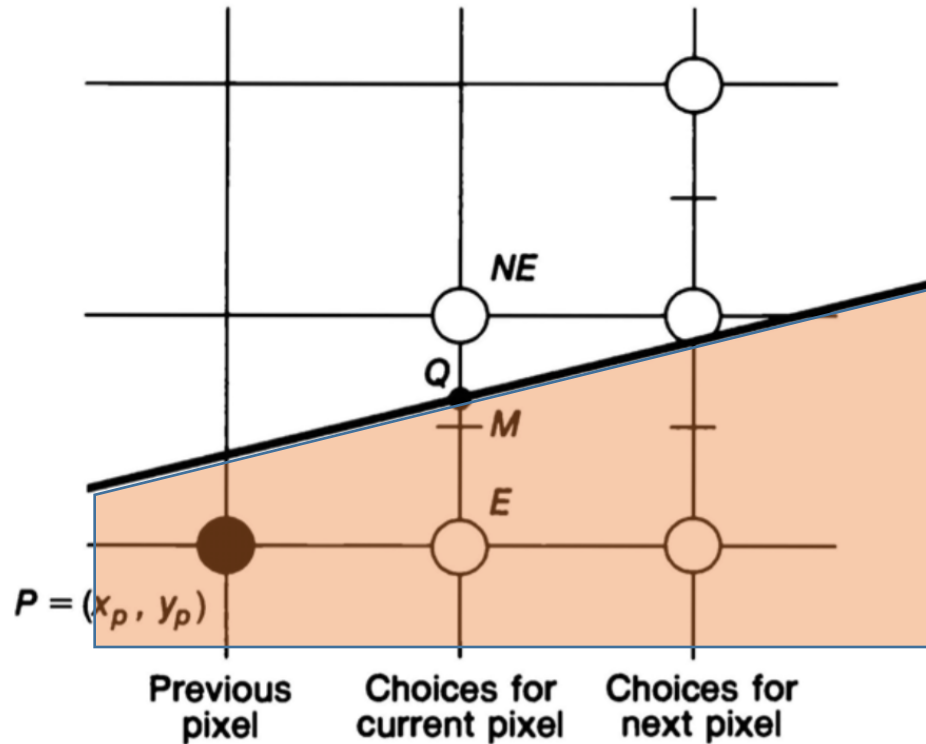 NE
Q
M
E
P = (xₚ, yₚ)
Previous
pixel
Choices for
current pixel
Choices for
next pixel